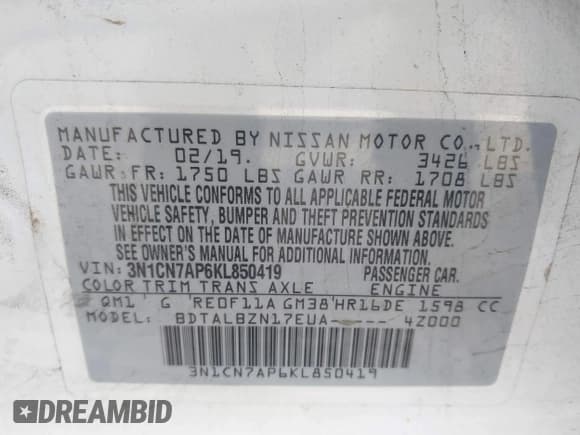 MANUFACTURED BY NISSAN MOTOR CO., LTD.
DATE: 02/19. GVWR: 3426 LBS
GAWR FR: 1750 LBS GAWR RR: 1708 LBS
THIS VEHICLE CONFORMS TO ALL APPLICABLE FEDERAL MOTOR
VEHICLE SAFETY, BUMPER AND THEFT PREVENTION STANDARDS
IN EFFECT ON THE DATE OF MANUFACTURE SHOWN ABOVE.
SEE OWNER'S MANUAL FOR ADDITIONAL INFORMATION.
VIN: 3N1CN7AP6KL850419 PASSENGER CAR.
COLOR TRIM TRANS AXLE ENGINE
QM1 G RE0F11A GM38 HR16DE 1598 CC
MODEL: BDTALBZN17EUA----- 4Z000
3N1CN7AP6KL850419
DREAMBID
dreambid.com